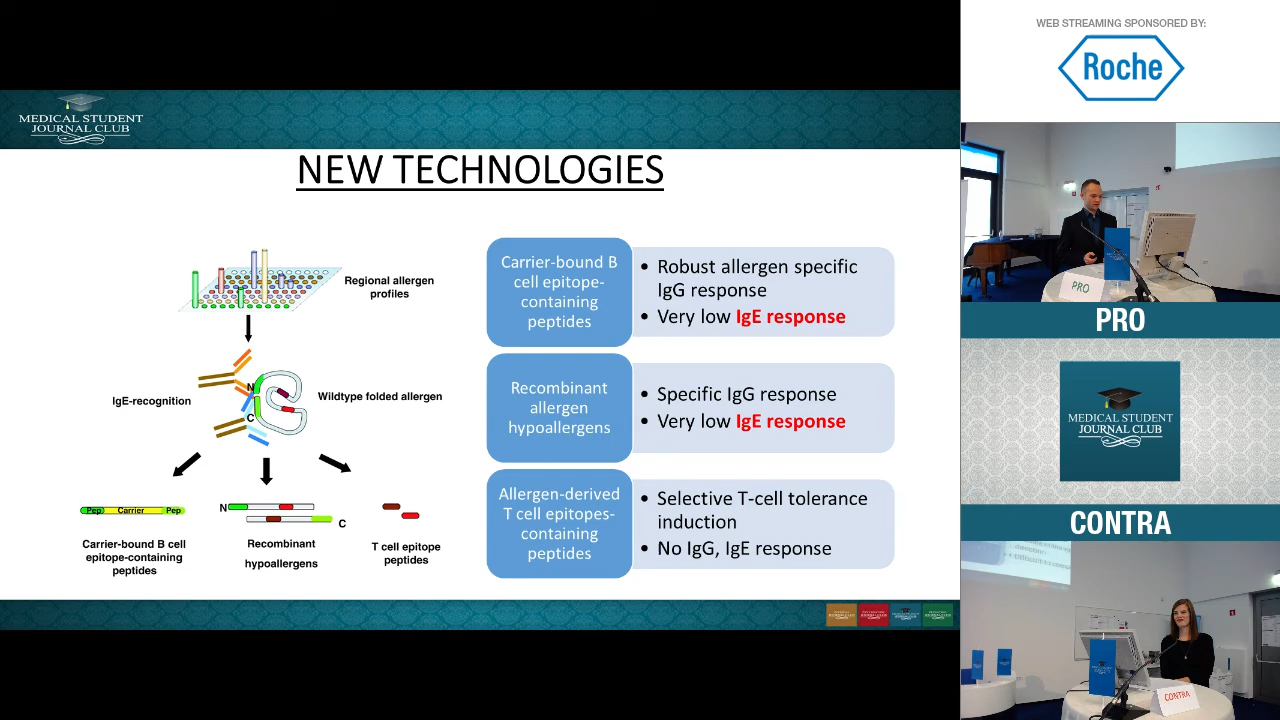 MEDICAL STUDENT
JOURNAL CLUB
NEW TECHNOLOGIES
Regional allergen
profiles
IgE-recognition
N
C
Wildtype folded allergen
Pep Carrier Pep
N
C
Carrier-bound B cell
epitope-containing
peptides
Recombinant
hypoallergens
T cell epitope
peptides
Carrier-bound B
cell epitope-
containing
peptides
• Robust allergen specific
IgG response
• Very low IgE response
Recombinant
allergen
hypoallergens
• Specific IgG response
• Very low IgE response
Allergen-derived
T cell epitopes-
containing
peptides
• Selective T-cell tolerance
induction
• No IgG, IgE response
WEB STREAMING SPONSORED BY:
Roche
PRO
PRO
MEDICAL STUDENT
JOURNAL CLUB
CONTRA
CONTRA